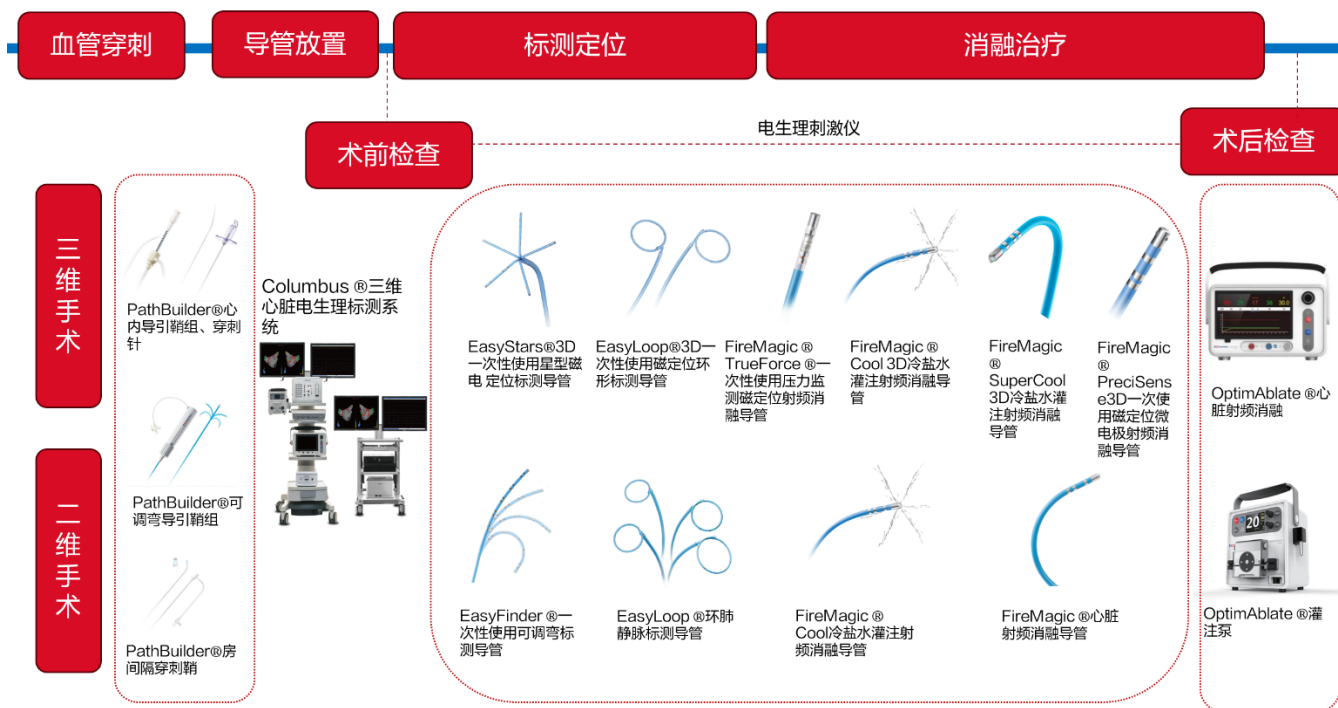 血管穿刺
导管放置
标测定位
消融治疗
电生理刺激仪
术前检查
术后检查
三维手术
PathBuilder®心
内导引鞘组、穿刺
针
Columbus ®三维
心脏电生理标测系
统
EasyStars®3D
一次性使用星型磁
电 定位标测导管
EasyLoop®3D一
次性使用磁定位环
形标测导管
FireMagic ®
TrueForce ®一
次性使用压力监
测磁定位射频消
融导管
FireMagic ®
Cool 3D冷盐水
灌注射频消融导
管
FireMagic
®
SuperCool
3D冷盐水灌
注射频消融
导管
FireMagic
®
PreciSens
e3D一次使
用磁定位微
电极射频消
融导管
OptimAblate ®心
脏射频消融
二维手术
PathBuilder®可
调弯导引鞘组
PathBuilder®房
间隔穿刺鞘
EasyFinder ®一
次性使用可调弯标
测导管
EasyLoop ®环肺
静脉标测导管
FireMagic ®
Cool冷盐水灌注射
频消融导管
FireMagic ®心脏
射频消融导管
20
OptimAblate ®灌
注泵